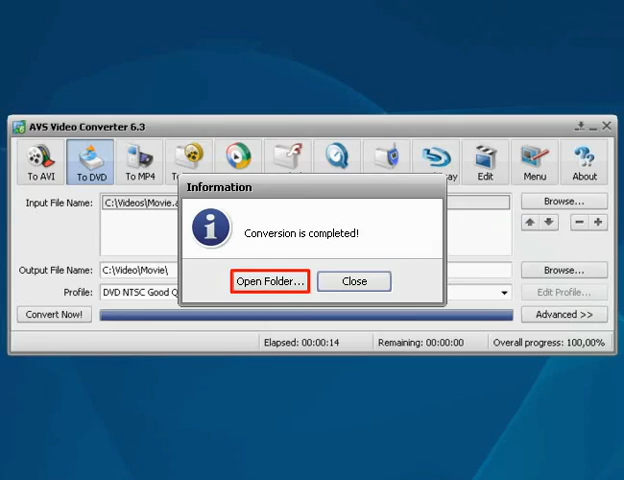 AVS Video Converter 6.3
To AVI To DVD To MP4 Edit Menu About
Information
Input File Name: C:\Videos\Movie.a Browse...
Conversion is completed!
Output File Name: C:\Video\Movie\ Browse...
Open Folder... Close
Profile: DVD NTSC Good Q Edit Profile...
Convert Now! Advanced >>
Elapsed: 00:00:14 Remaining: 00:00:00 Overall progress: 100,00%